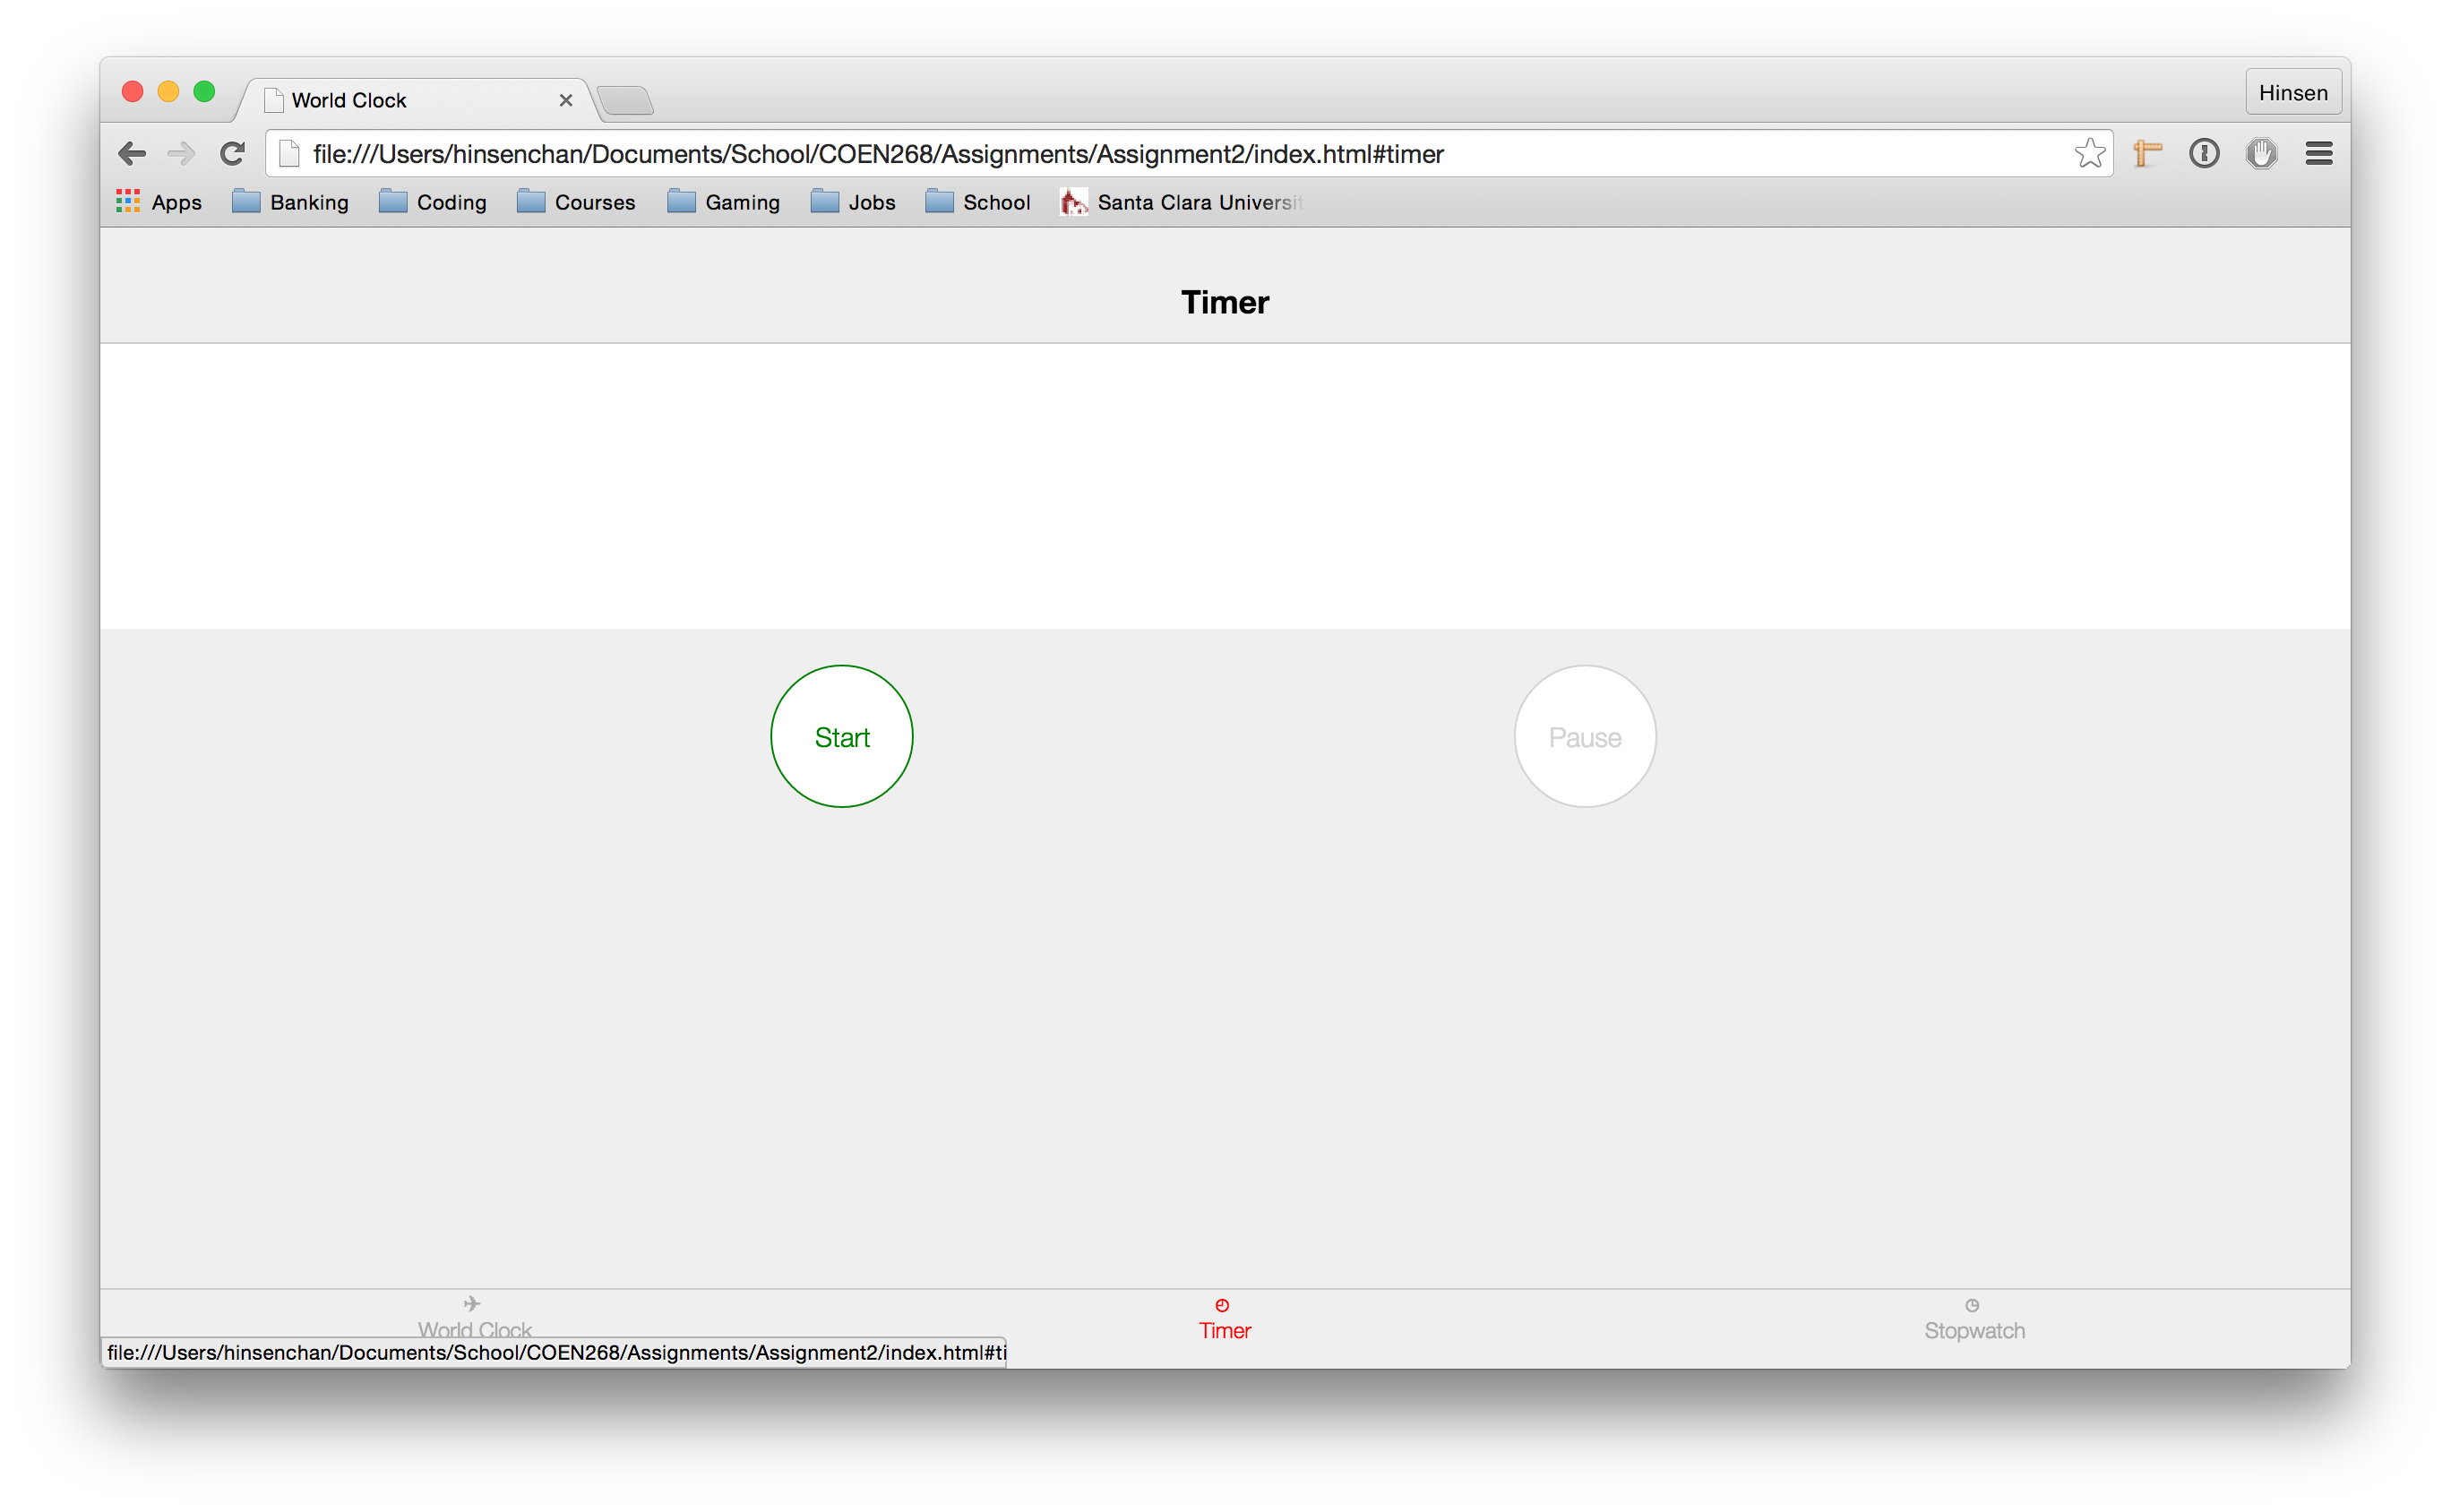 World Clock
Hinsen
file:///Users/hinsenchan/Documents/School/COEN268/Assignments/Assignment2/index.html#timer
Apps Banking Coding Courses Gaming Jobs School Santa Clara Universit
Timer
Start Pause
World Clock Timer Stopwatch
file:///Users/hinsenchan/Documents/School/COEN268/Assignments/Assignment2/index.html#ti